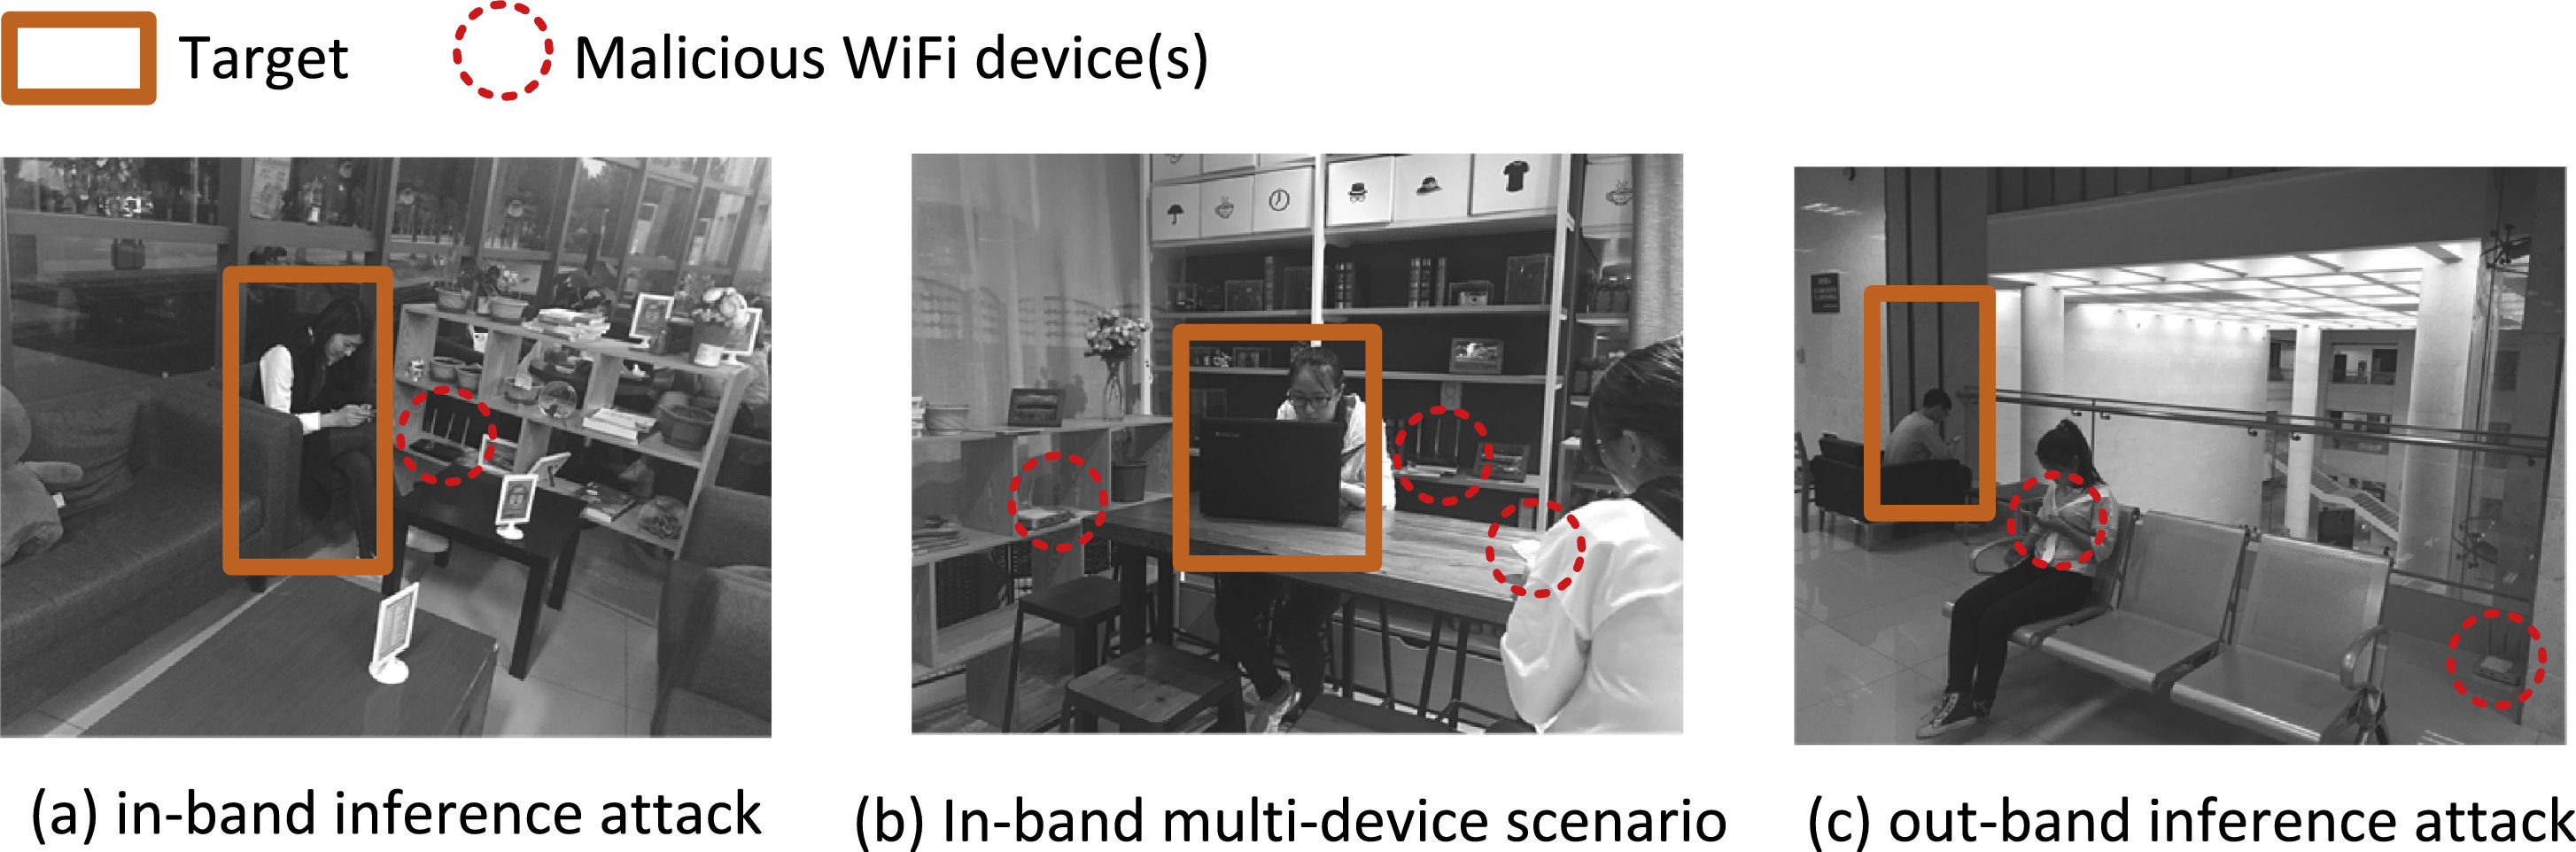 Target
Malicious WiFi device(s)
(a) in-band inference attack
(b) In-band multi-device scenario
(c) out-band inference attack